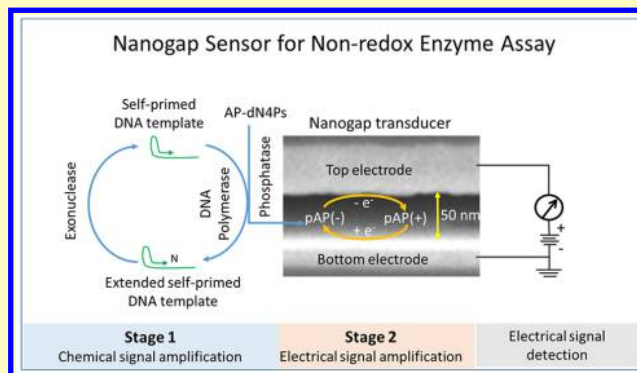 Nanogap Sensor for Non-redox Enzyme Assay
Self-primed
DNA template
AP-dN4Ps
Exonuclease
DNA
Polymerase
Phosphatase
N
Extended self-primed
DNA template
Nanogap transducer
Top electrode
- e-
pAP(-)
pAP(+)
+ e-
50 nm
Bottom electrode
+
-
Stage 1
Chemical signal amplification
Stage 2
Electrical signal amplification
Electrical signal
detection